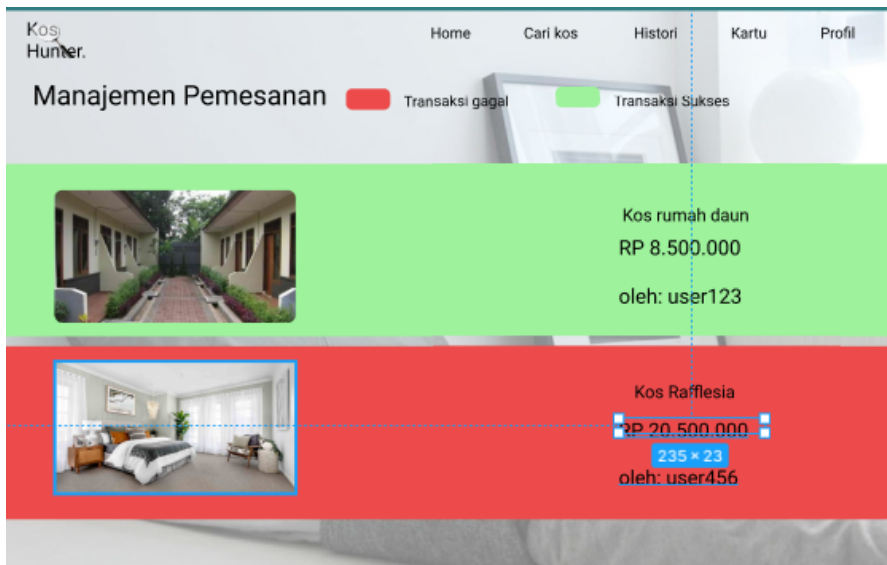 Kos
Hunter.
Home Cari kos Histori Kartu Profil
Manajemen Pemesanan Transaksi gagal Transaksi Sukses
Kos rumah daun
RP 8.500.000
oleh: user123
Kos Rafflesia
RP 20.500.000
235 × 23
oleh: user456